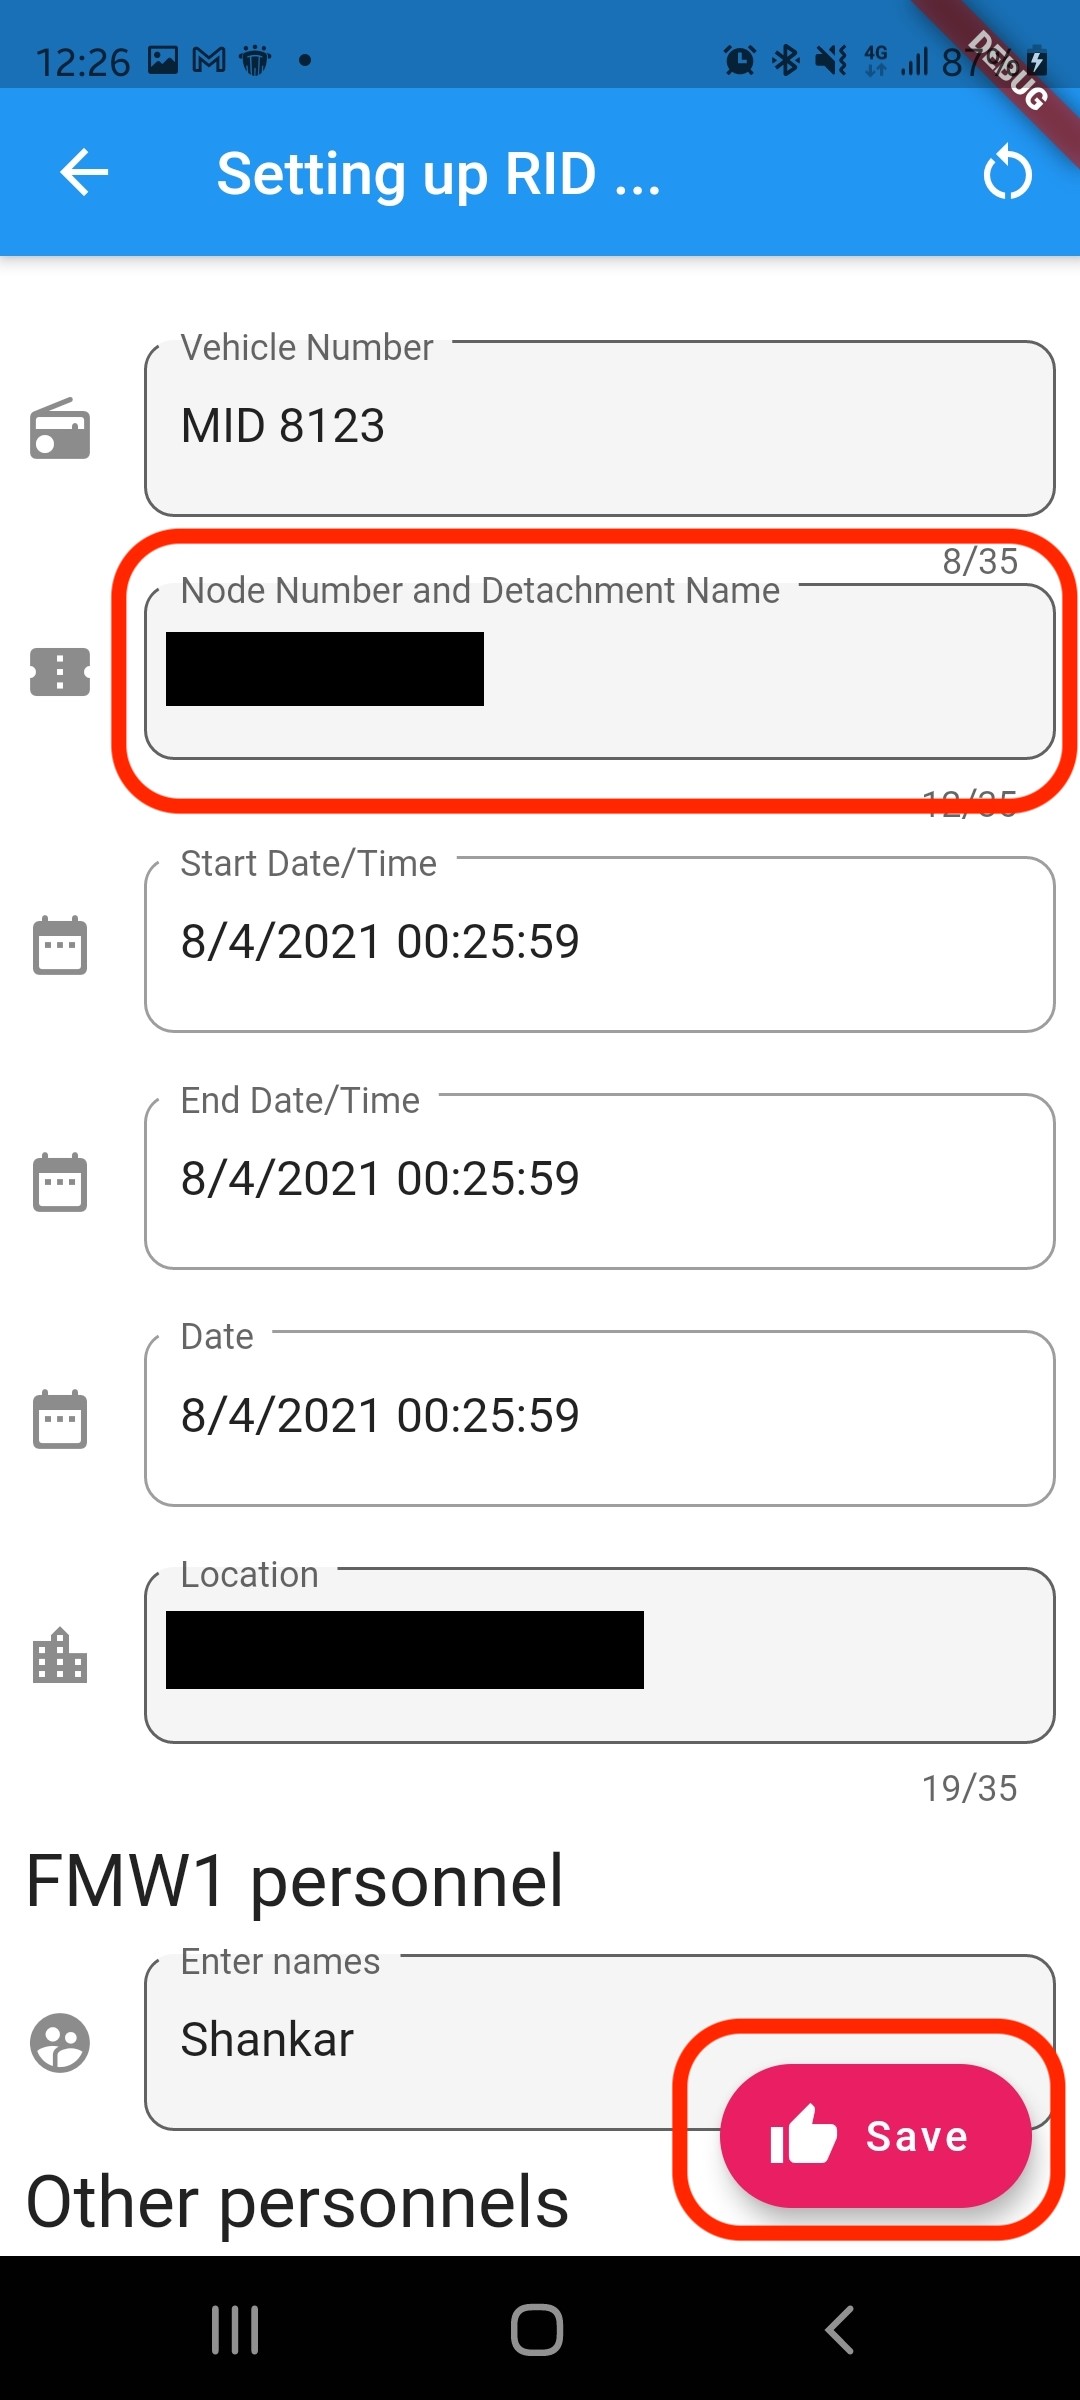 12:26 4G 87%
DEBUG
Setting up RID ...
Vehicle Number
MID 8123
8/35
Node Number and Detachment Name
12/35
Start Date/Time
8/4/2021 00:25:59
End Date/Time
8/4/2021 00:25:59
Date
8/4/2021 00:25:59
Location
19/35
FMW1 personnel
Enter names
Shankar
Save
Other personnels